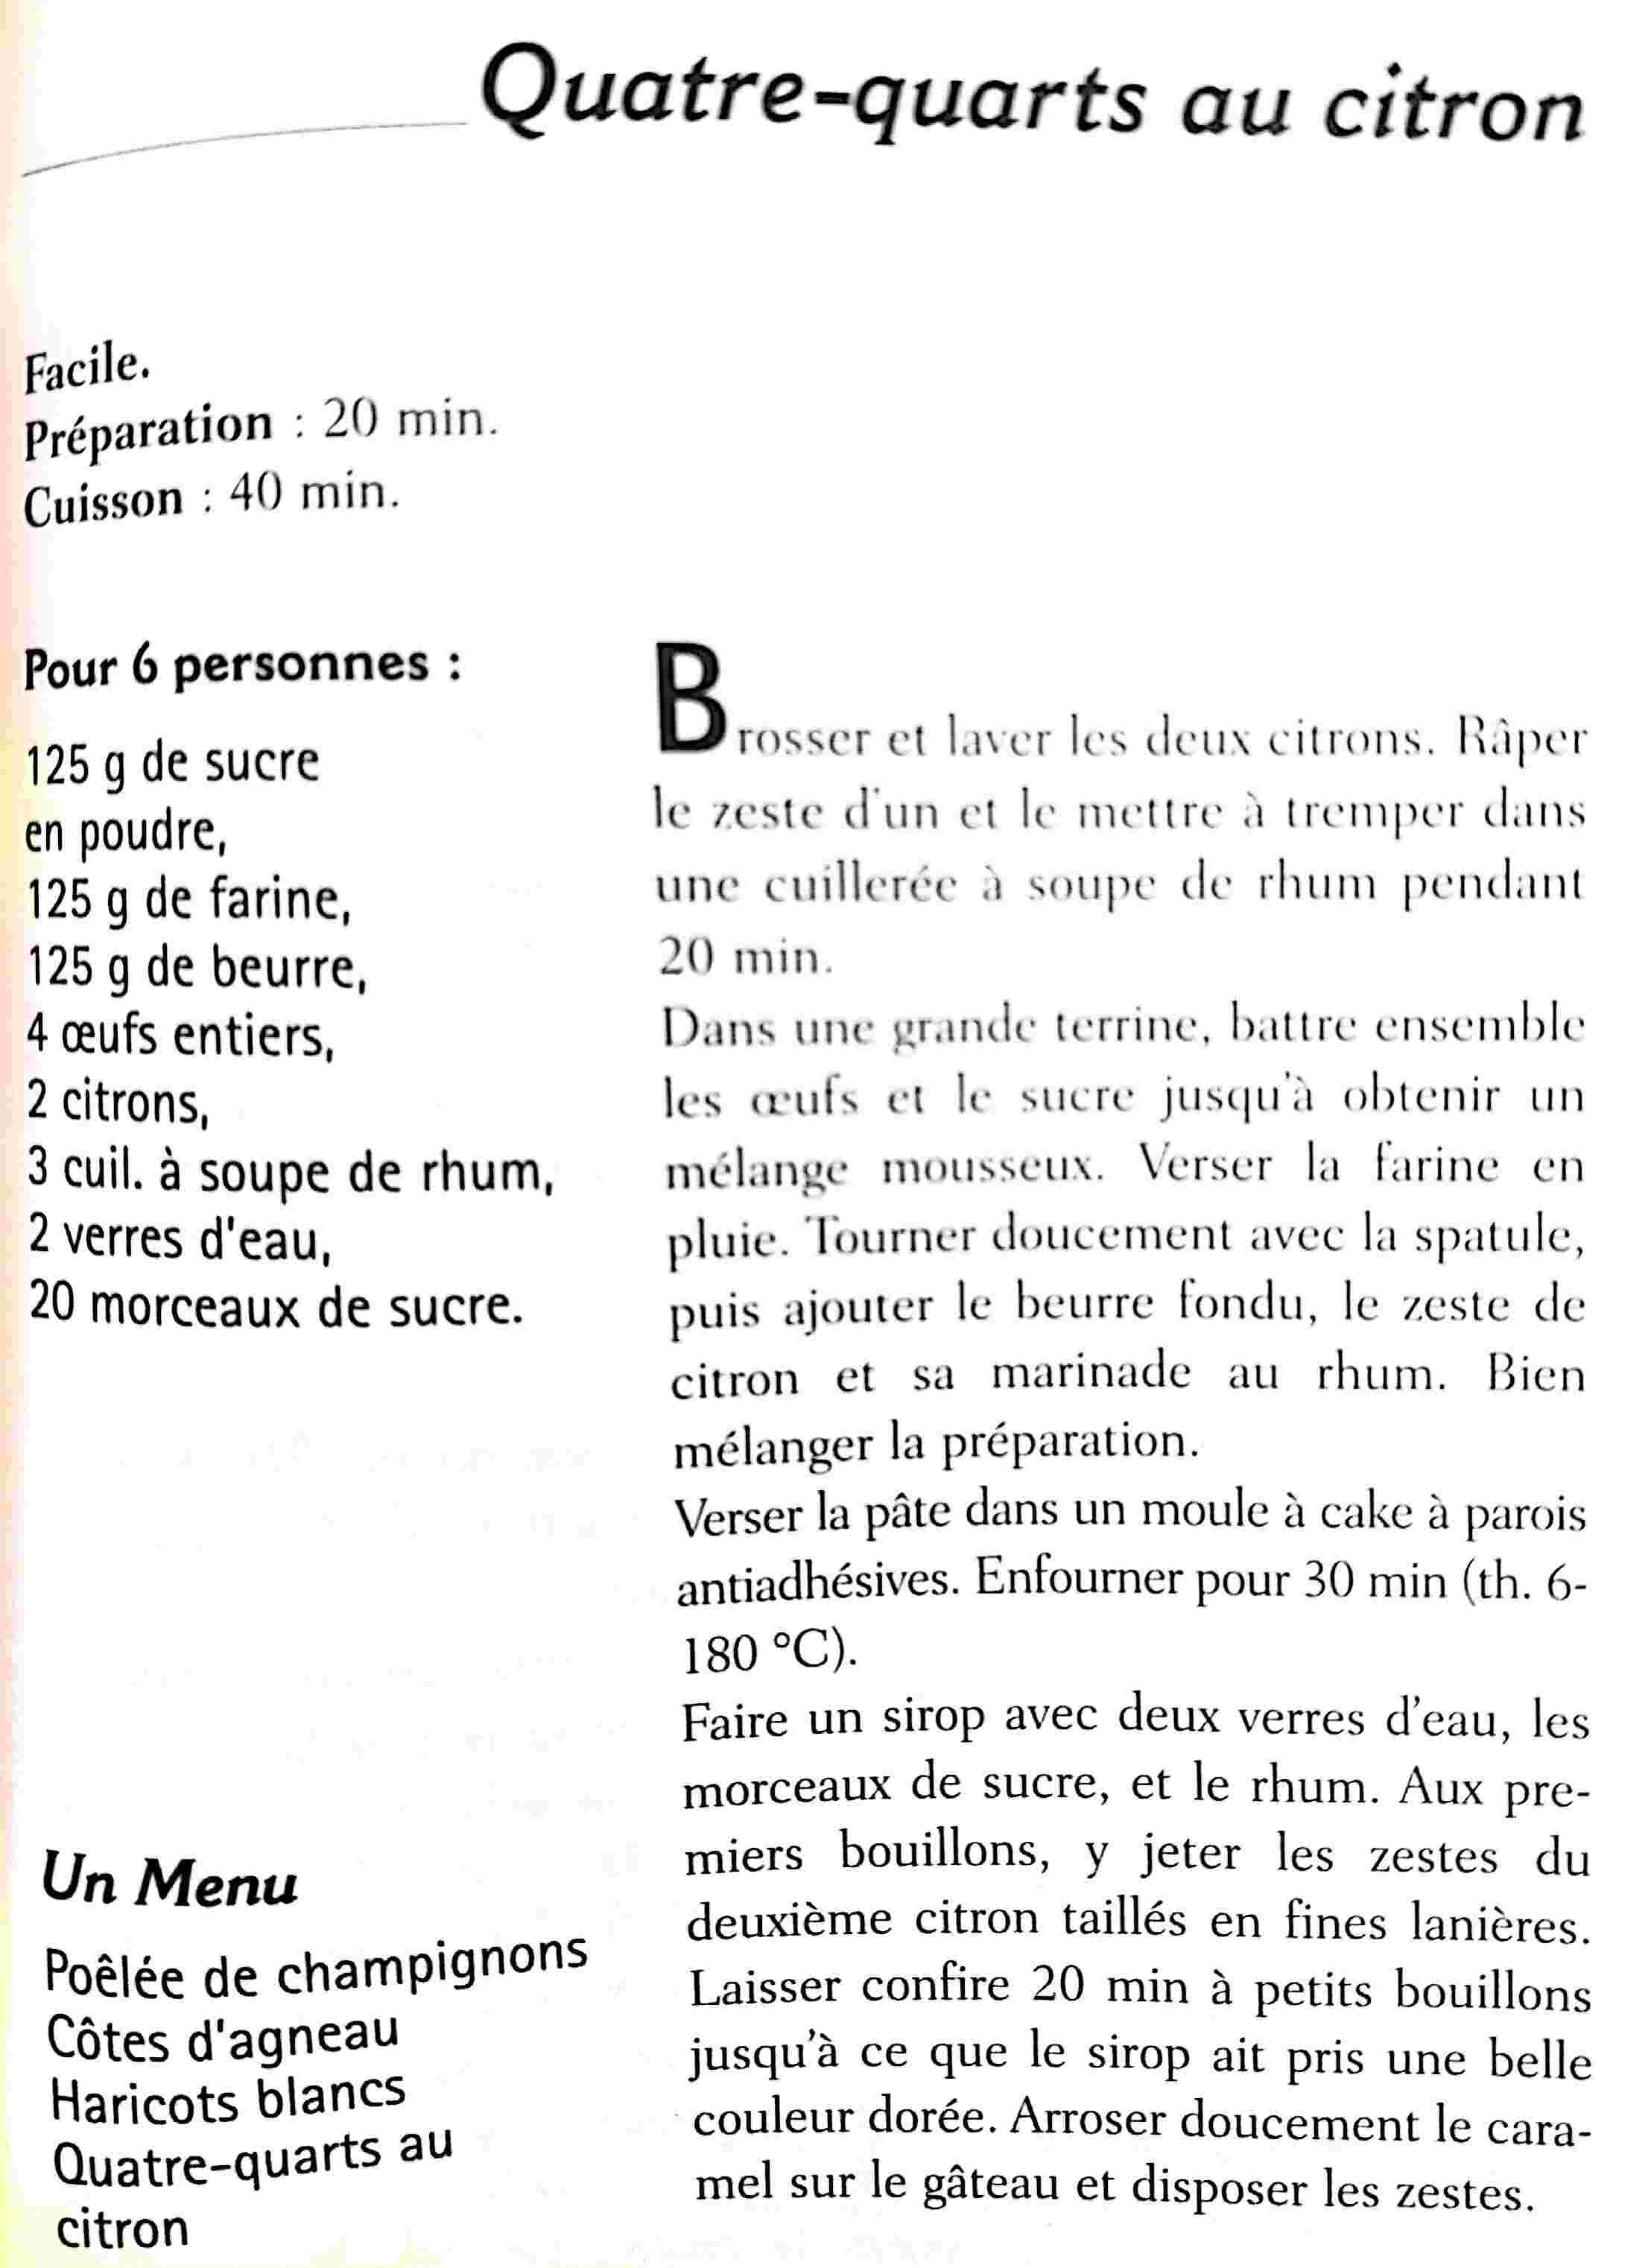 Quatre-quarts au citron
Facile.
Préparation : 20 min.
Cuisson : 40 min.
Pour 6 personnes :
125 g de sucre
en poudre,
125 g de farine,
125 g de beurre,
4 œufs entiers,
2 citrons,
3 cuil. à soupe de rhum,
2 verres d'eau,
20 morceaux de sucre.
Brosser et laver les deux citrons. Râper
le zeste d'un et le mettre à tremper dans
une cuillerée à soupe de rhum pendant
20 min.
Dans une grande terrine, battre ensemble
les œufs et le sucre jusqu'à obtenir un
mélange mousseux. Verser la farine en
pluie. Tourner doucement avec la spatule,
puis ajouter le beurre fondu, le zeste de
citron et sa marinade au rhum. Bien
mélanger la préparation.
Verser la pâte dans un moule à cake à parois
antiadhésives. Enfourner pour 30 min (th. 6-
180 °C).
Faire un sirop avec deux verres d'eau, les
morceaux de sucre, et le rhum. Aux pre-
miers bouillons, y jeter les zestes du
deuxième citron taillés en fines lanières.
Laisser confire 20 min à petits bouillons
jusqu'à ce que le sirop ait pris une belle
couleur dorée. Arroser doucement le cara-
mel sur le gâteau et disposer les zestes.
Un Menu
Poêlée de champignons
Côtes d'agneau
Haricots blancs
Quatre-quarts au
citron